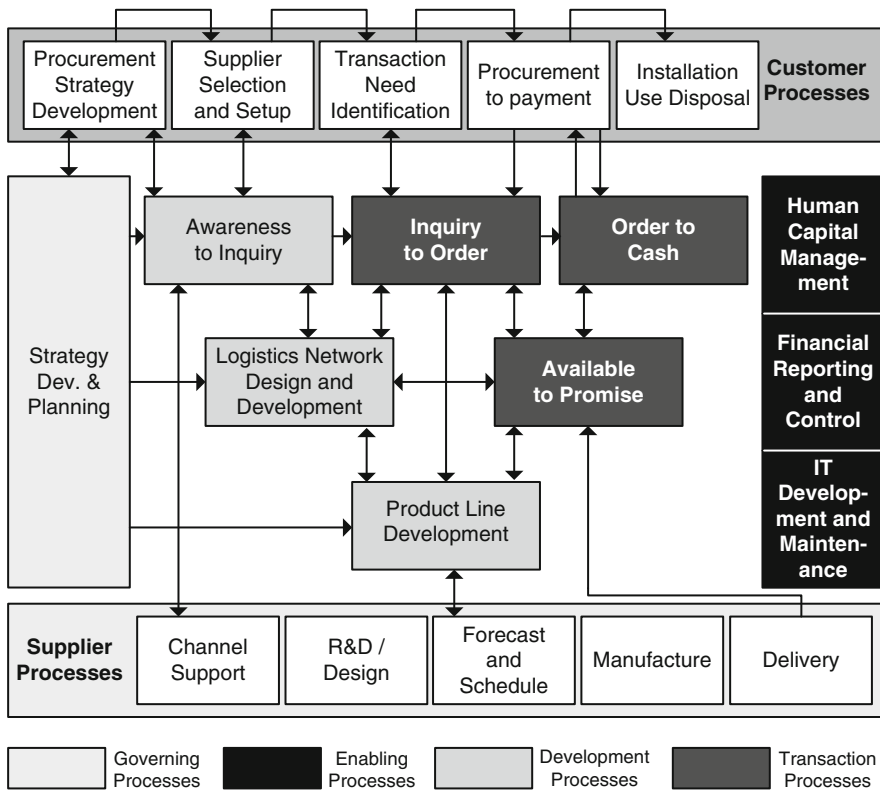 Procurement
Strategy
Development
Supplier
Selection
and Setup
Transaction
Need
Identification
Procurement
to payment
Installation
Use Disposal
Customer
Processes
Strategy
Dev. &
Planning
Awareness
to Inquiry
Inquiry
to Order
Order to
Cash
Human
Capital
Manage-
ment
Logistics Network
Design and
Development
Available
to Promise
Financial
Reporting
and
Control
Product Line
Development
IT
Develop-
ment and
Mainten-
ance
Supplier
Processes
Channel
Support
R&D /
Design
Forecast
and
Schedule
Manufacture
Delivery
Governing
Processes
Enabling
Processes
Development
Processes
Transaction
Processes